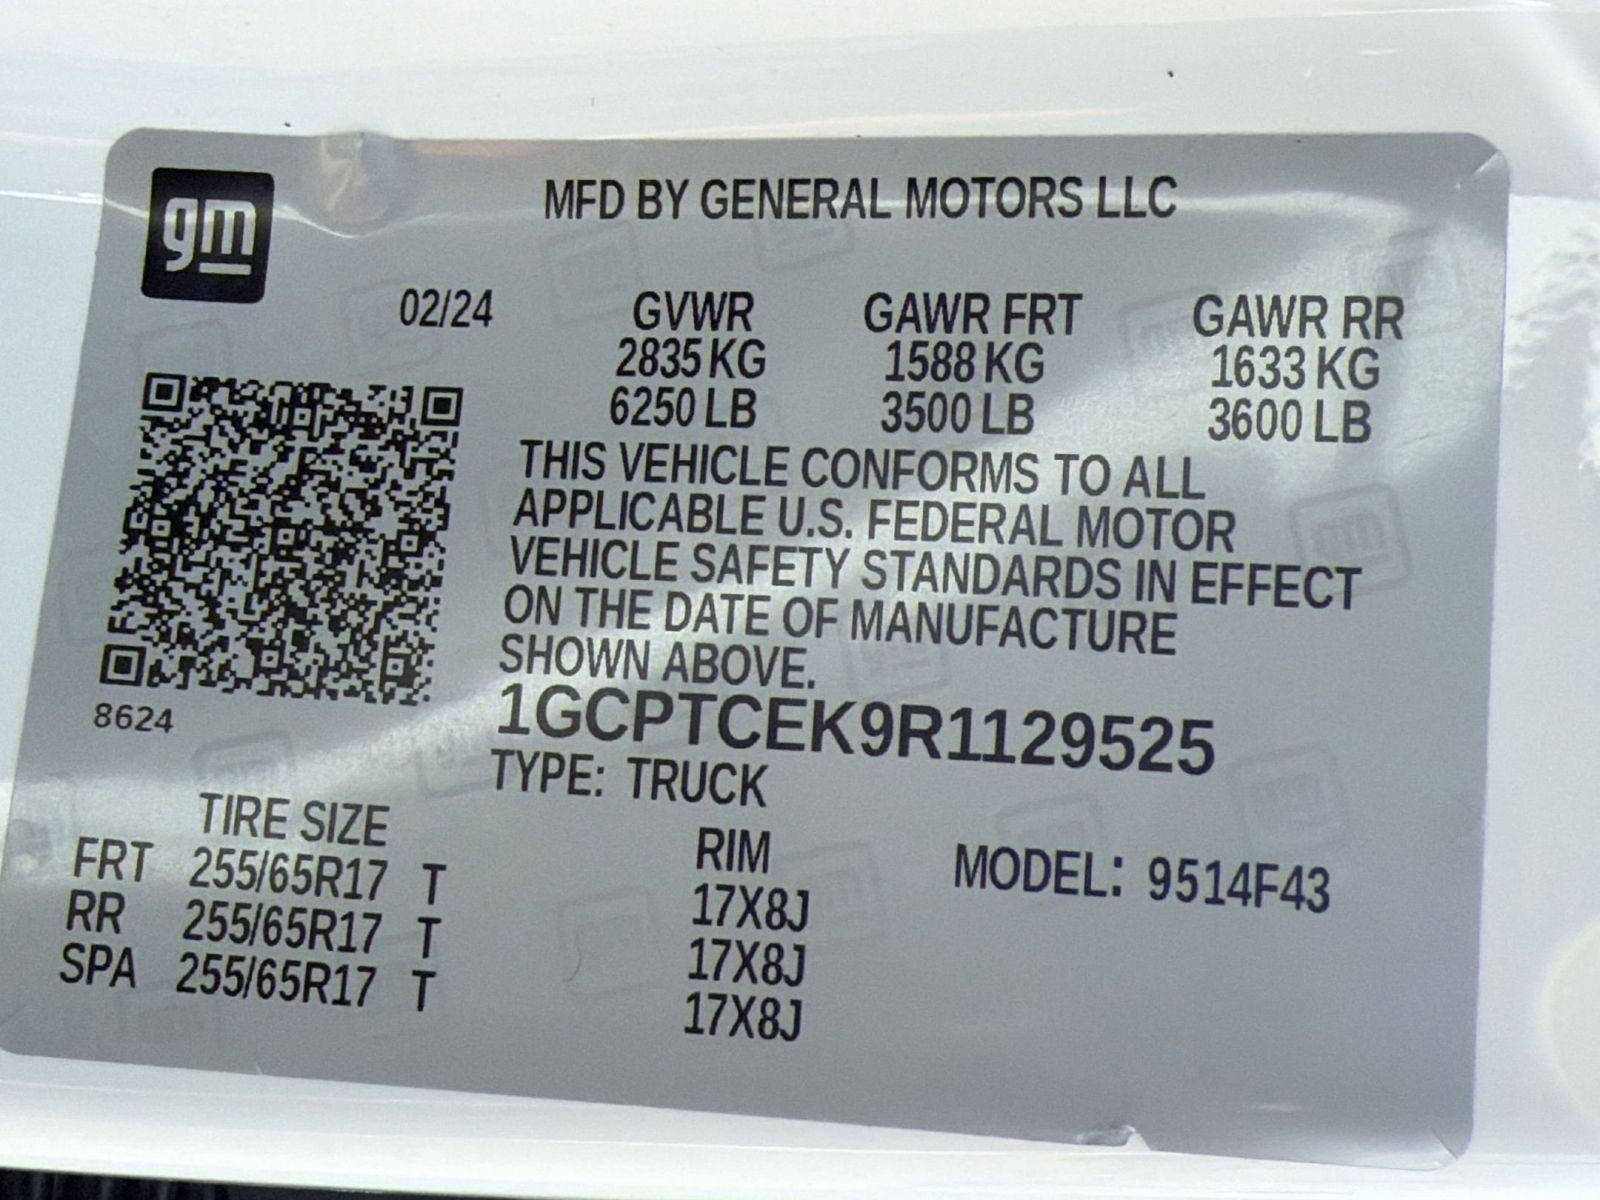 gm
MFD BY GENERAL MOTORS LLC
02/24 GVWR GAWR FRT GAWR RR
2835 KG 1588 KG 1633 KG
6250 LB 3500 LB 3600 LB
THIS VEHICLE CONFORMS TO ALL
APPLICABLE U.S. FEDERAL MOTOR
VEHICLE SAFETY STANDARDS IN EFFECT
ON THE DATE OF MANUFACTURE
SHOWN ABOVE.
8624
1GCPTCEK9R1129525
TYPE: TRUCK
TIRE SIZE RIM MODEL: 9514F43
FRT 255/65R17 T 17X8J
RR 255/65R17 T 17X8J
SPA 255/65R17 T 17X8J